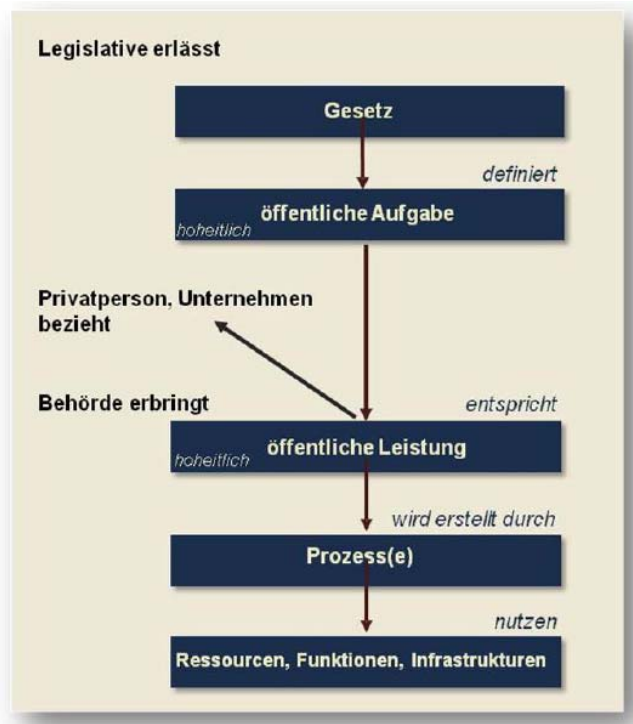 Legislative erlässt
Gesetz
definiert
öffentliche Aufgabe
hoheitlich
Privatperson, Unternehmen
bezieht
Behörde erbringt
entspricht
öffentliche Leistung
hoheitlich
wird erstellt durch
Prozess(e)
nutzen
Ressourcen, Funktionen, Infrastrukturen